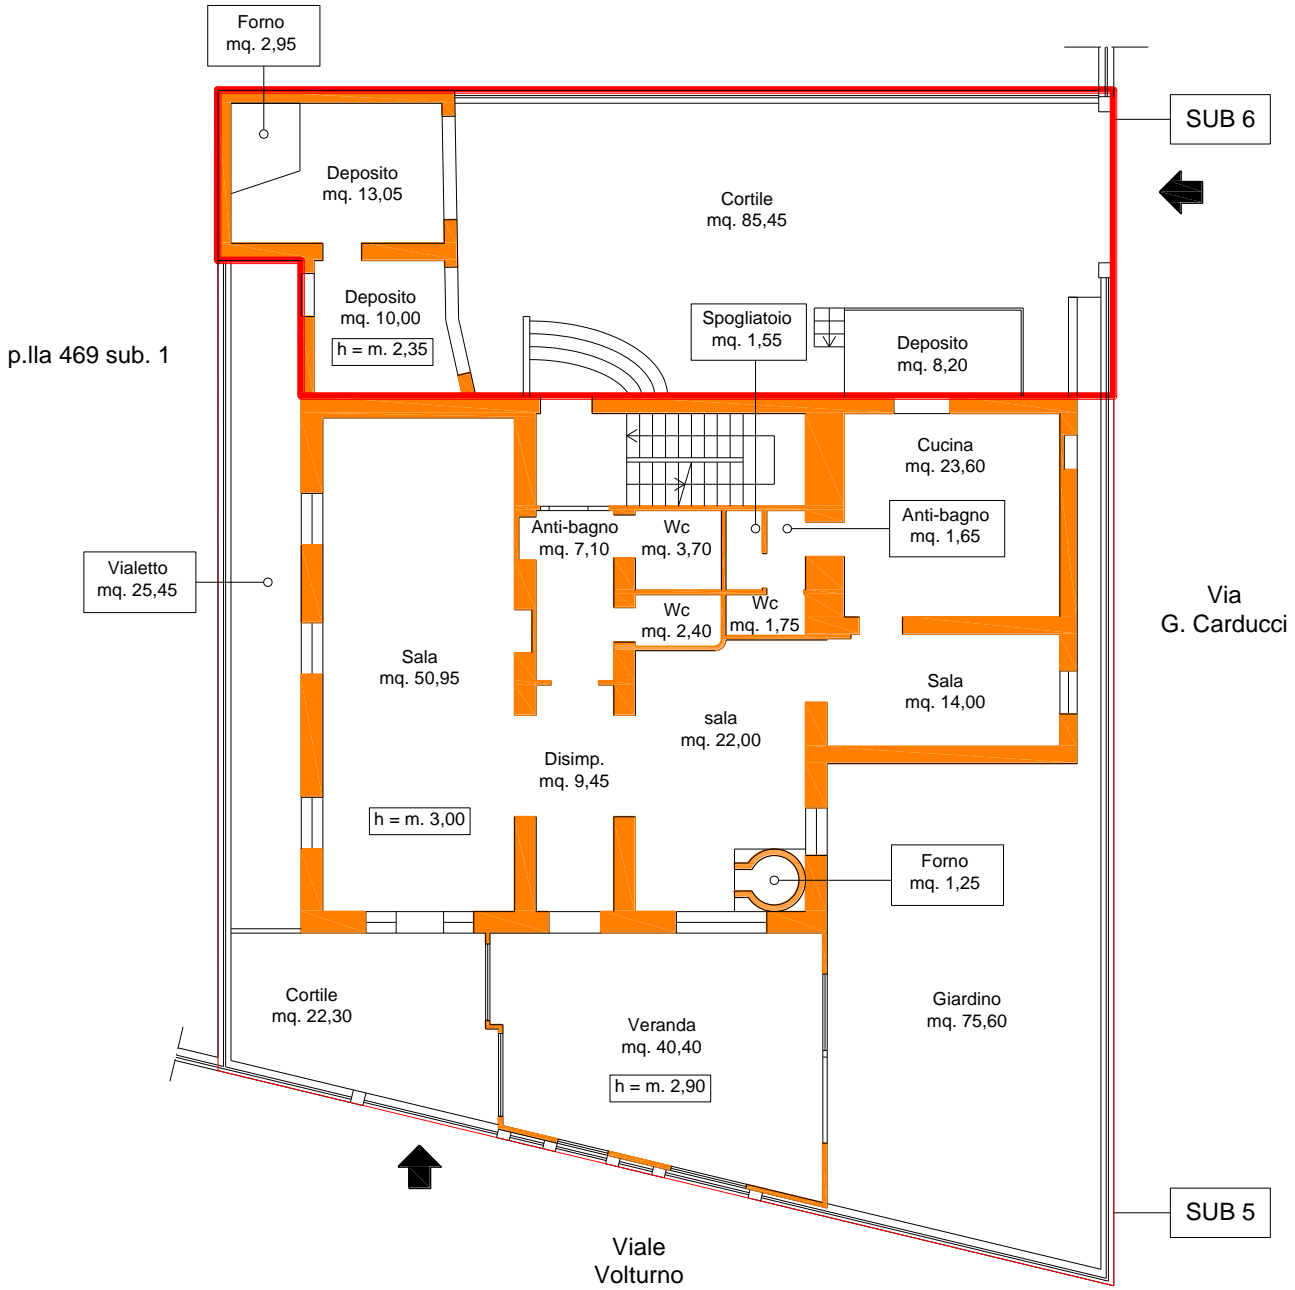 Forno
mq. 2,95
SUB 6
Deposito
mq. 13,05
Cortile
mq. 85,45
Deposito
mq. 10,00
h = m. 2,35
Spogliatoio
mq. 1,55
Deposito
mq. 8,20
p.lla 469 sub. 1
Cucina
mq. 23,60
Anti-bagno
mq. 7,10
Wc
mq. 3,70
Anti-bagno
mq. 1,65
Vialetto
mq. 25,45
Wc
mq. 2,40
Wc
mq. 1,75
Via
G. Carducci
Sala
mq. 50,95
Sala
mq. 14,00
sala
mq. 22,00
Disimp.
mq. 9,45
h = m. 3,00
Forno
mq. 1,25
Cortile
mq. 22,30
Veranda
mq. 40,40
h = m. 2,90
Giardino
mq. 75,60
SUB 5
Viale
Volturno